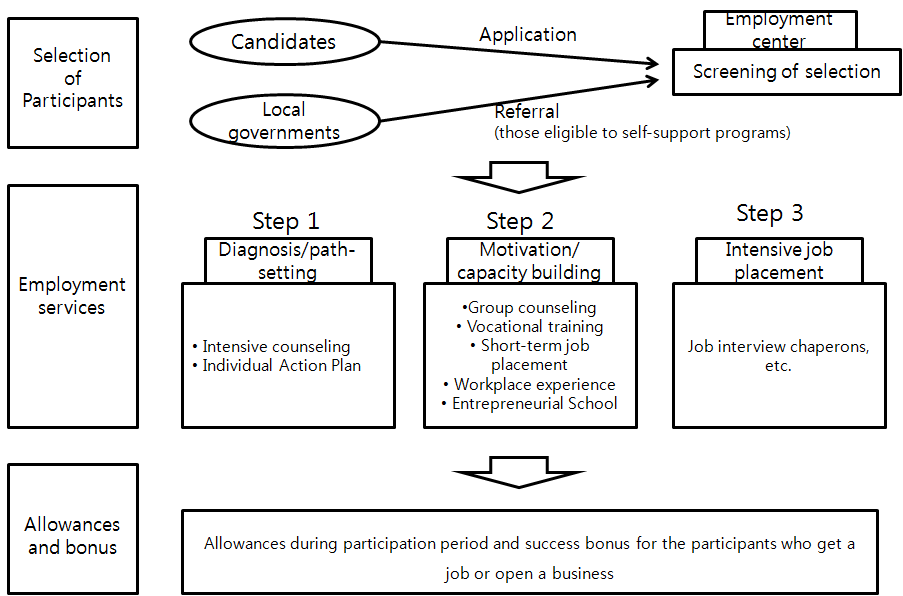 Selection
of
Participants
Candidates
Application
Employment
center
Screening of selection
Local
governments
Referral
(those eligible to self-support programs)
Employment
services
Step 1
Diagnosis/path-
setting
• Intensive counseling
• Individual Action Plan
Step 2
Motivation/
capacity building
•Group counseling
• Vocational training
• Short-term job
placement
• Workplace experience
• Entrepreneurial School
Step 3
Intensive job
placement
Job interview chaperons,
etc.
Allowances
and bonus
Allowances during participation period and success bonus for the participants who get a
job or open a business